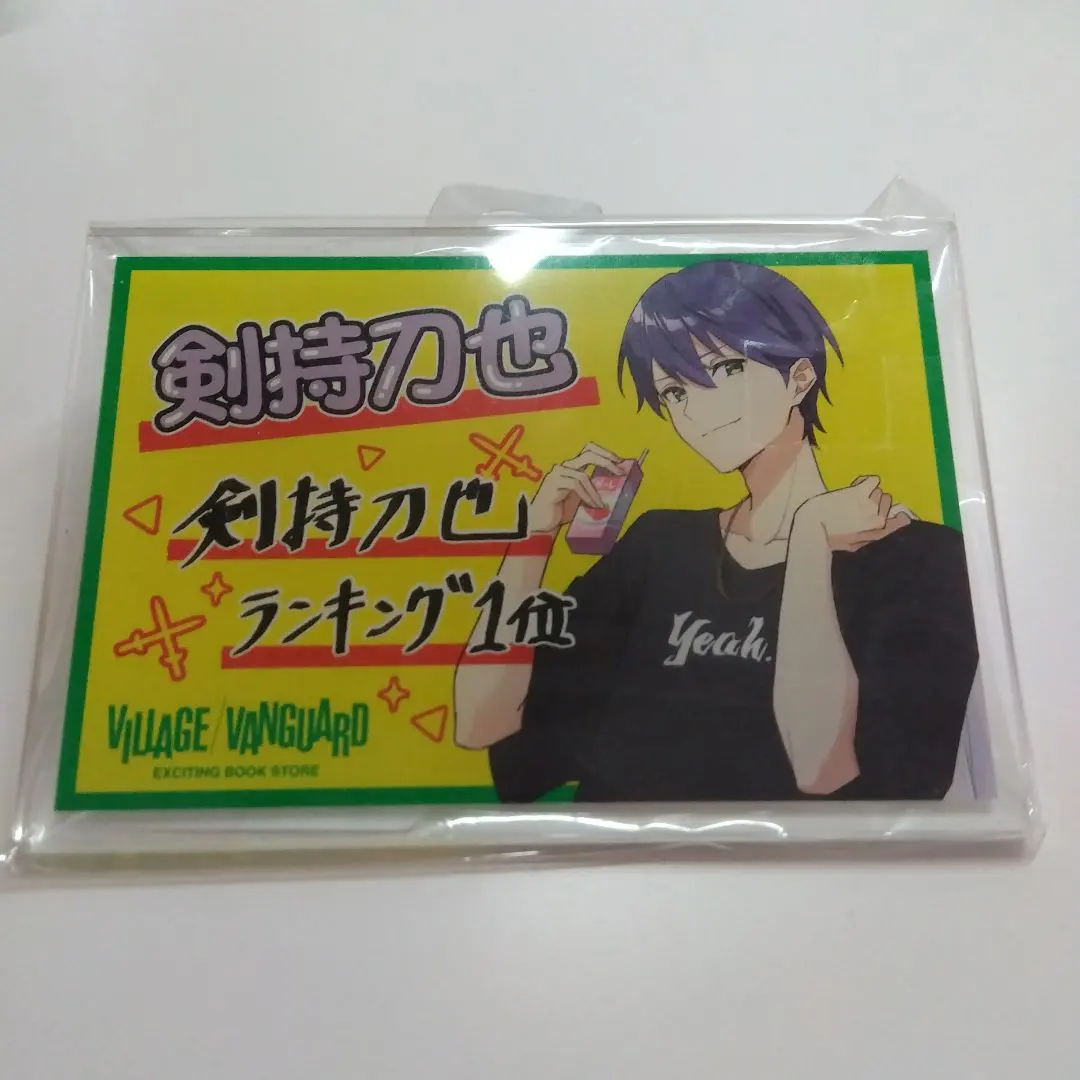 剣持刀也
剣持刀也
ランキング1位
Yeah.
VILLAGE/VANGUARD
EXCITING BOOK STORE